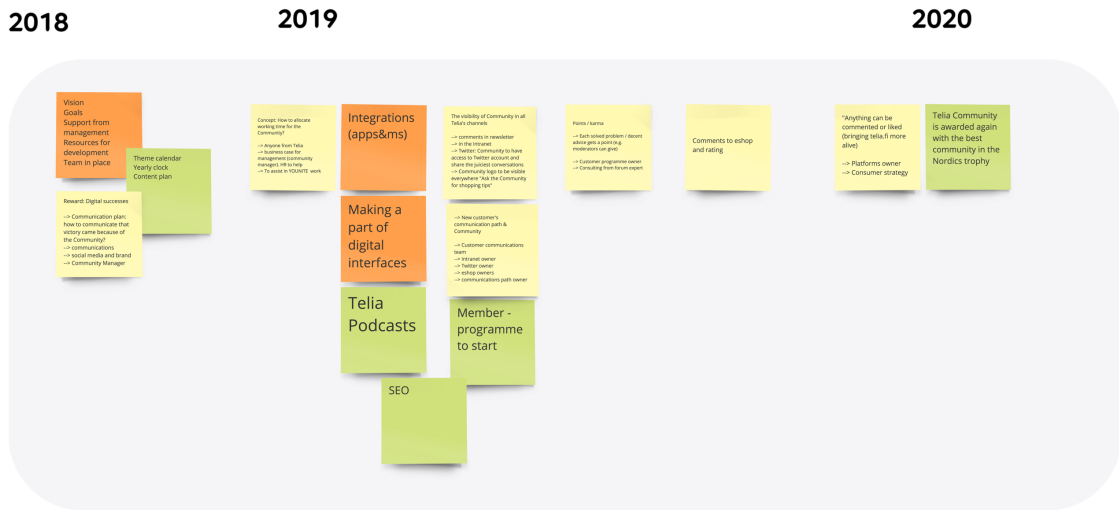 2018
2019
2020
Vision
Goals
Support from
management
Resources for
development
Team in place
Theme calendar
Yearly clock
Content plan
Reward: Digital successes
--> Communication plan:
how to communicate that
victory came because of
the Community?
--> communications
--> social media and brand
--> Community Manager
Concept: How to allocate
working time for the
Community?
--> Anyone from Telia
--> business case for
management (community
manager), HR to help
--> To assist in YOUNITE work
Integrations
(apps&ms)
Making a
part of
digital
interfaces
Telia
Podcasts
SEO
The visibility of Community in all
Telia's channels
--> comments in newsletter
--> in the Intranet
--> Twitter: Community to have
access to Twitter account and
share the juiciest conversations
--> Community logo to be visible
everywhere "Ask the Community
for shopping tips"
--> New customer's
communication path &
Community
--> Customer communications
team
--> Intranet owner
--> Twitter owner
--> eshop owners
--> communications path owner
Member -
programme
to start
Points / karma
--> Each solved problem / decent
advice gets a point (e.g.
moderators can give)
--> Customer programme owner
--> Consulting from forum expert
Comments to eshop
and rating
"Anything can be
commented or liked
(bringing telia.fi more
alive)
--> Platforms owner
--> Consumer strategy
Telia Community
is awarded again
with the best
community in the
Nordics trophy